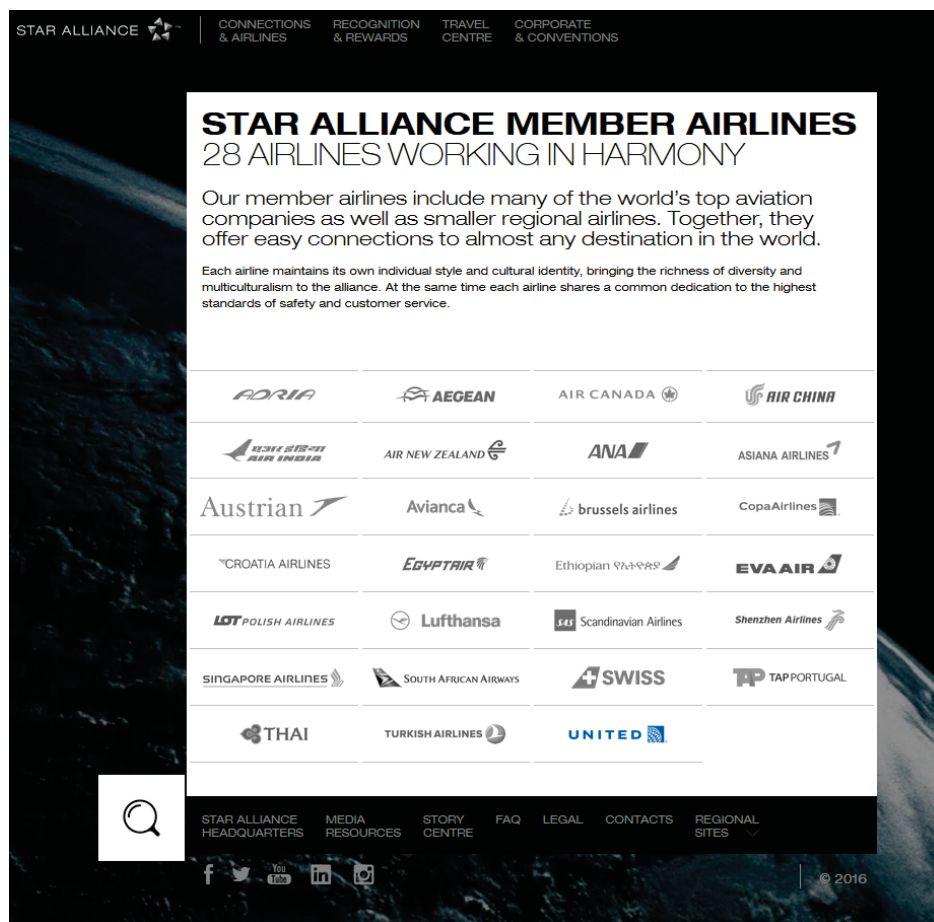 STAR ALLIANCE
CONNECTIONS
& AIRLINES
RECOGNITION
& REWARDS
TRAVEL
CENTRE
CORPORATE
& CONVENTIONS
STAR ALLIANCE MEMBER AIRLINES
28 AIRLINES WORKING IN HARMONY
Our member airlines include many of the world's top aviation
companies as well as smaller regional airlines. Together, they
offer easy connections to almost any destination in the world.
Each airline maintains its own individual style and cultural identity, bringing the richness of diversity and
multiculturalism to the alliance. At the same time each airline shares a common dedication to the highest
standards of safety and customer service.
ADRIA
AEGEAN
AIR CANADA
AIR CHINA
एअर इंडिया
AIR INDIA
AIR NEW ZEALAND
ANA
ASIANA AIRLINES
Austrian
Avianca
brussels airlines
CopaAirlines
CROATIA AIRLINES
EGYPTAIR
Ethiopian የኢትዮጵያ
EVA AIR
LOT POLISH AIRLINES
Lufthansa
SAS Scandinavian Airlines
Shenzhen Airlines
SINGAPORE AIRLINES
SOUTH AFRICAN AIRWAYS
SWISS
TAP TAP PORTUGAL
THAI
TURKISH AIRLINES
UNITED
STAR ALLIANCE
HEADQUARTERS
MEDIA
RESOURCES
STORY
CENTRE
FAQ
LEGAL
CONTACTS
REGIONAL
SITES
You
Tube
© 2016